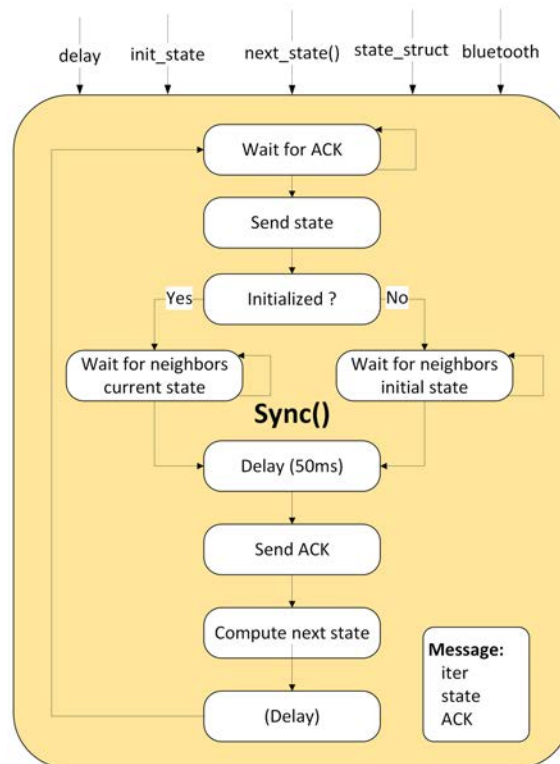 delay
init_state
next_state()
state_struct
bluetooth
Wait for ACK
Send state
Initialized ?
Yes
No
Wait for neighbors
current state
Wait for neighbors
initial state
Sync()
Delay (50ms)
Send ACK
Compute next state
(Delay)
Message:
iter
state
ACK